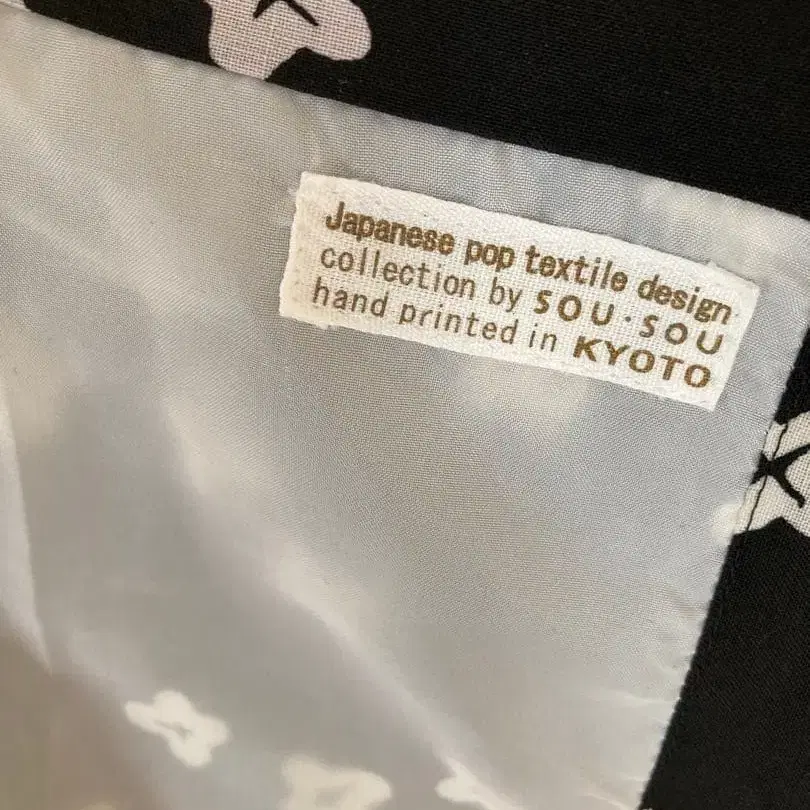 Japanese pop textile design
collection by SOU・SOU
hand printed in KYOTO